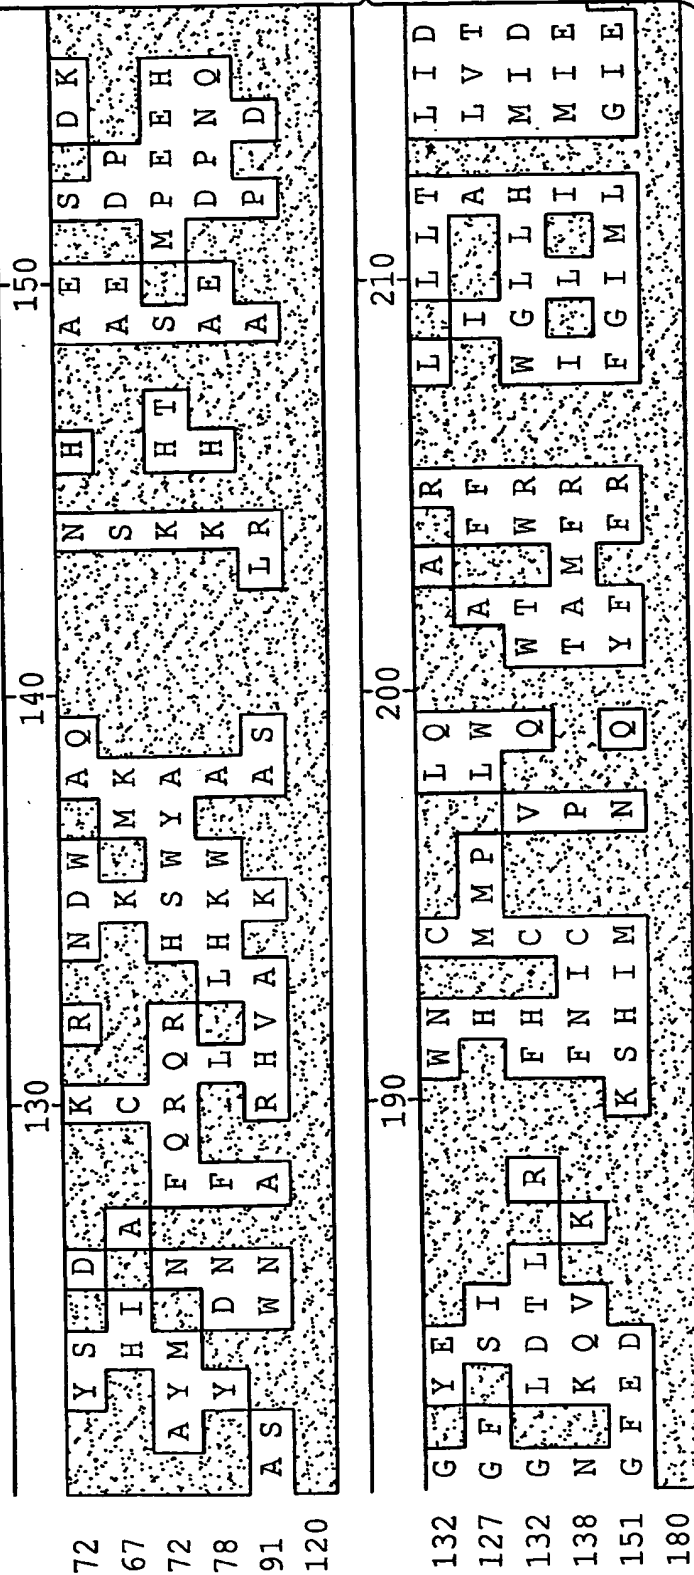 130 140 150
72 Y S D K R N D W A Q N H A E S D K
67 H I A C K M K S A E D P
72 A Y M N F Q R Q R H S W Y A K H T S M P E E H
78 Y D N F L L H K W A K H A E D P N Q
91 A S W N A R H V A K A S L R A P D
120
190 200 210
132 G Y E W N C L Q A R L L L T L I D
127 G F S I H M M P L W A F F I A L V T
132 G L D T L R F H C V Q W T W R W G L L H M I D
138 N K Q V K F N I C P T A M F R I L I M I E
151 G F E D K S H I M N Q Y F F R F G I M L G I E
180